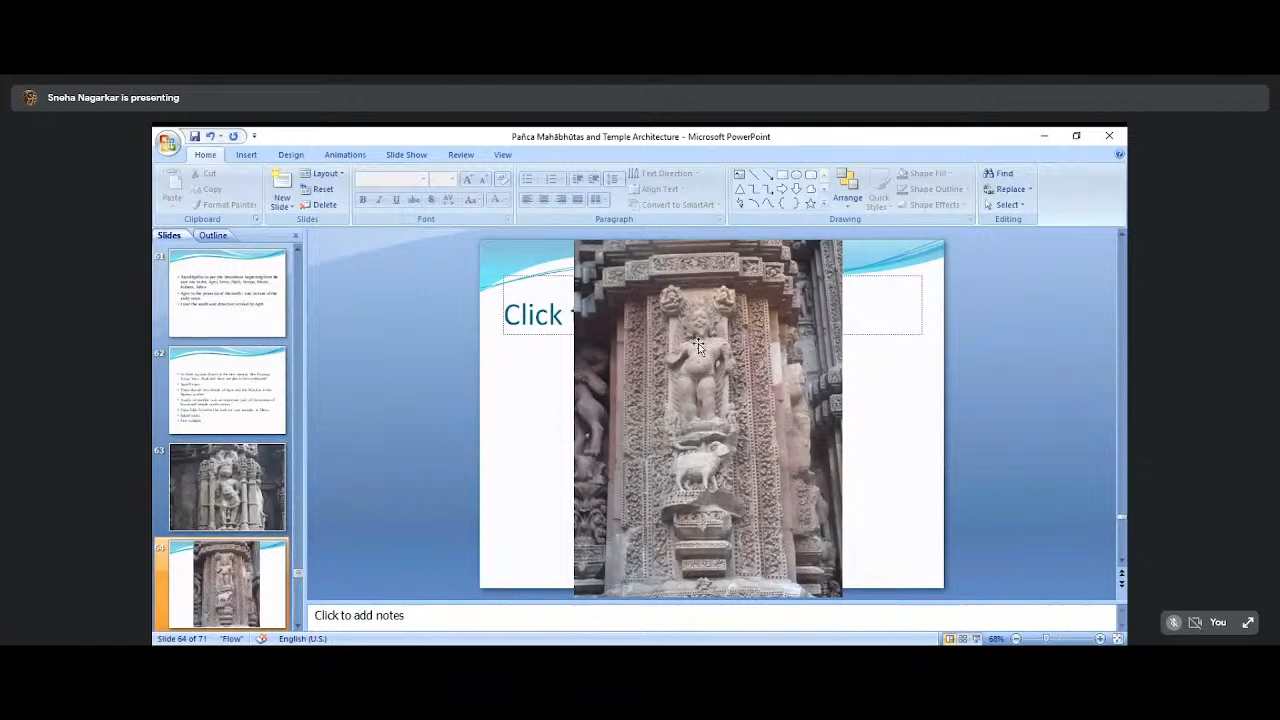 Sneha Nagarkar is presenting
Pañca Mahābhūtas and Temple Architecture - Microsoft PowerPoint
Home Insert Design Animations Slide Show Review View
Paste
Cut
Copy
Format Painter
Clipboard
New Slide
Layout
Reset
Delete
Slides
Font
Text Direction
Align Text
Convert to SmartArt
Paragraph
Arrange
Quick Styles
Shape Fill
Shape Outline
Shape Effects
Drawing
Find
Replace
Select
Editing
Slides Outline
61
62
63
64
Click
Click to add notes
Slide 64 of 71 "Flow" English (U.S.) 68%
You